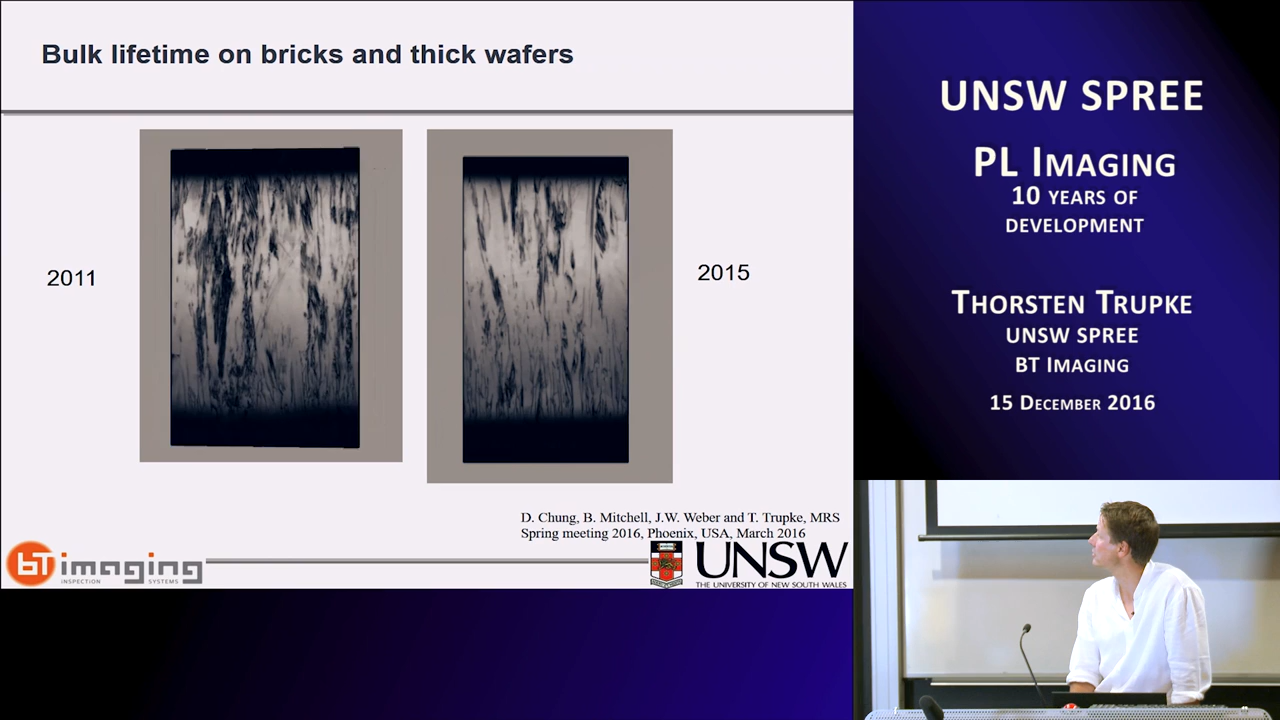 Bulk lifetime on bricks and thick wafers
2011
2015
D. Chung, B. Mitchell, J.W. Weber and T. Trupke, MRS
Spring meeting 2016, Phoenix, USA, March 2016
bT imaging
INSPECTION SYSTEMS
UNSW
THE UNIVERSITY OF NEW SOUTH WALES
UNSW SPREE
PL IMAGING
10 YEARS OF
DEVELOPMENT
THORSTEN TRUPKE
UNSW SPREE
BT IMAGING
15 DECEMBER 2016